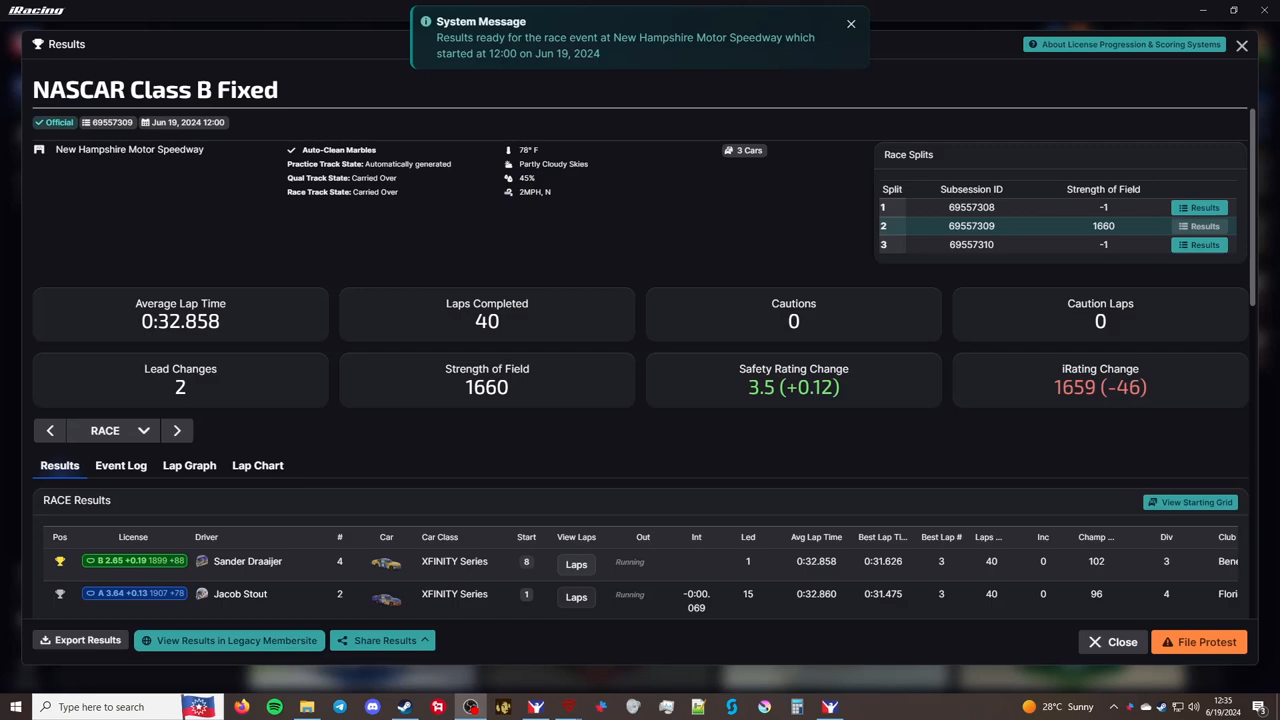 iRacing
System Message
Results ready for the race event at New Hampshire Motor Speedway which
started at 12:00 on Jun 19, 2024
Results
About License Progression & Scoring Systems
NASCAR Class B Fixed
Official
69557309
Jun 19, 2024 12:00
New Hampshire Motor Speedway
Auto-Clean Marbles
Practice Track State: Automatically generated
Qual Track State: Carried Over
Race Track State: Carried Over
78° F
Partly Cloudy Skies
45%
2MPH, N
3 Cars
Race Splits
Split Subsession ID Strength of Field
1 69557308 -1 Results
2 69557309 1660 Results
3 69557310 -1 Results
Average Lap Time
0:32.858
Laps Completed
40
Cautions
0
Caution Laps
0
Lead Changes
2
Strength of Field
1660
Safety Rating Change
3.5 (+0.12)
iRating Change
1659 (-46)
RACE
Results Event Log Lap Graph Lap Chart
RACE Results
View Starting Grid
Pos License Driver # Car Car Class Start View Laps Out Int Led Avg Lap Time Best Lap Ti... Best Lap # Laps ... Inc Champ ... Div Club
B 2.65 +0.19 1899 +88 Sander Draaijer 4 XFINITY Series 8 Laps Running 1 0:32.858 0:31.626 3 40 0 102 3 Bene
A 3.64 +0.13 1907 +78 Jacob Stout 2 XFINITY Series 1 Laps Running -0:00.069 15 0:32.860 0:31.475 3 40 0 96 4 Flori
Export Results
View Results in Legacy Membersite
Share Results
Close
File Protest
Type here to search
28°C Sunny
12:35
6/19/2024